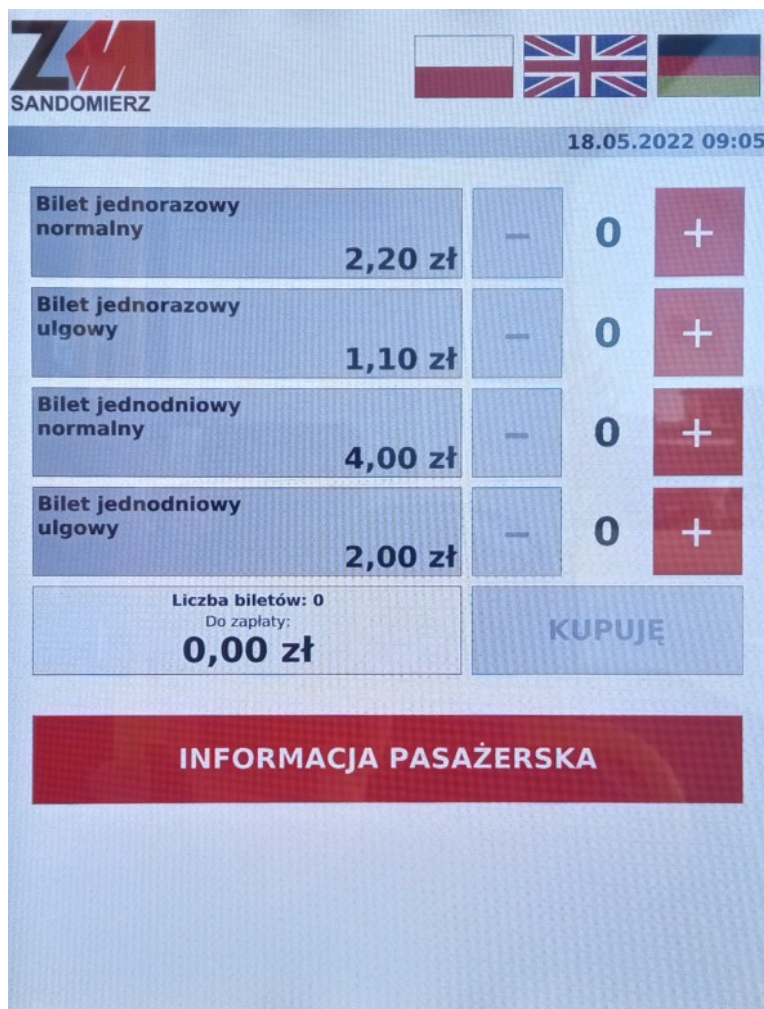 ZM
SANDOMIERZ
18.05.2022 09:05
Bilet jednorazowy
normalny
2,20 zł
–
0
+
Bilet jednorazowy
ulgowy
1,10 zł
–
0
+
Bilet jednodniowy
normalny
4,00 zł
–
0
+
Bilet jednodniowy
ulgowy
2,00 zł
–
0
+
Liczba biletów: 0
Do zapłaty:
0,00 zł
KUPUJĘ
INFORMACJA PASAŻERSKA